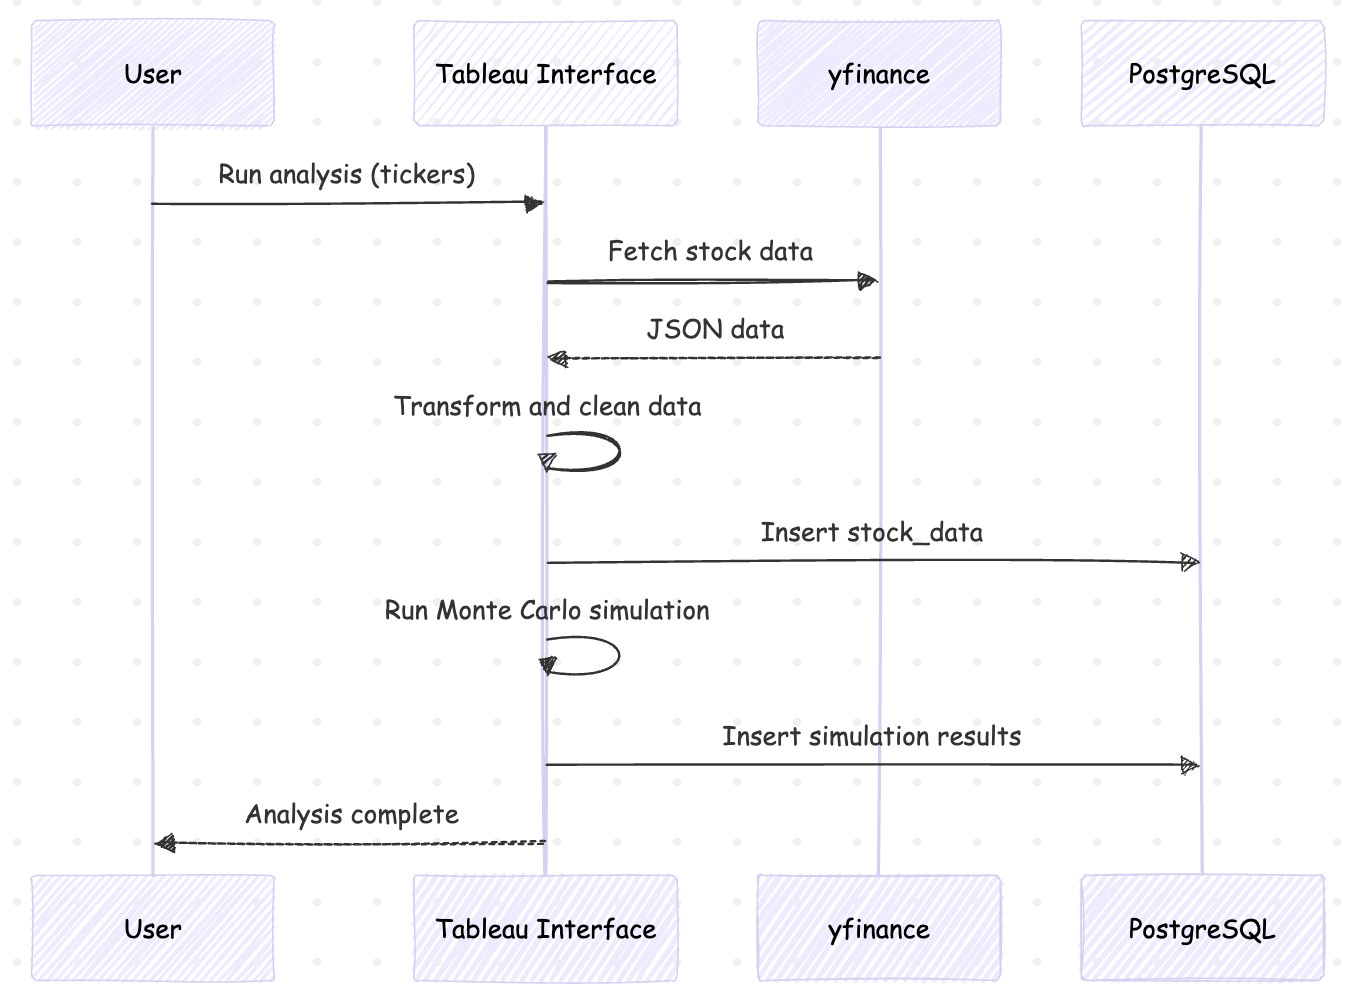 User
Tableau Interface
yfinance
PostgreSQL
Run analysis (tickers)
Fetch stock data
JSON data
Transform and clean data
Insert stock_data
Run Monte Carlo simulation
Insert simulation results
Analysis complete
User
Tableau Interface
yfinance
PostgreSQL